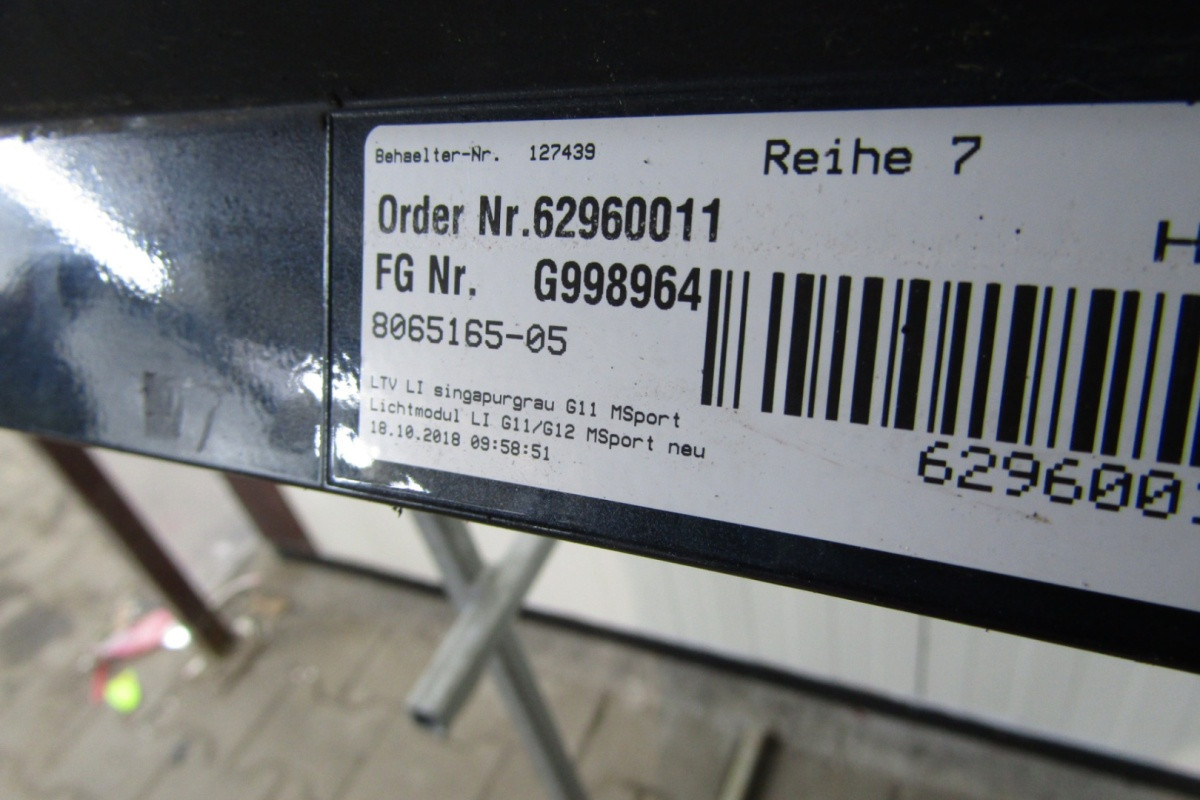 Behaelter-Nr. 127439
Reihe 7
Order Nr.62960011
H
FG Nr. G998964
8065165-05
LTV LI singapurgrau G11 MSport
Lichtmodul LI G11/G12 MSport neu
18.10.2018 09:58:51
6296001